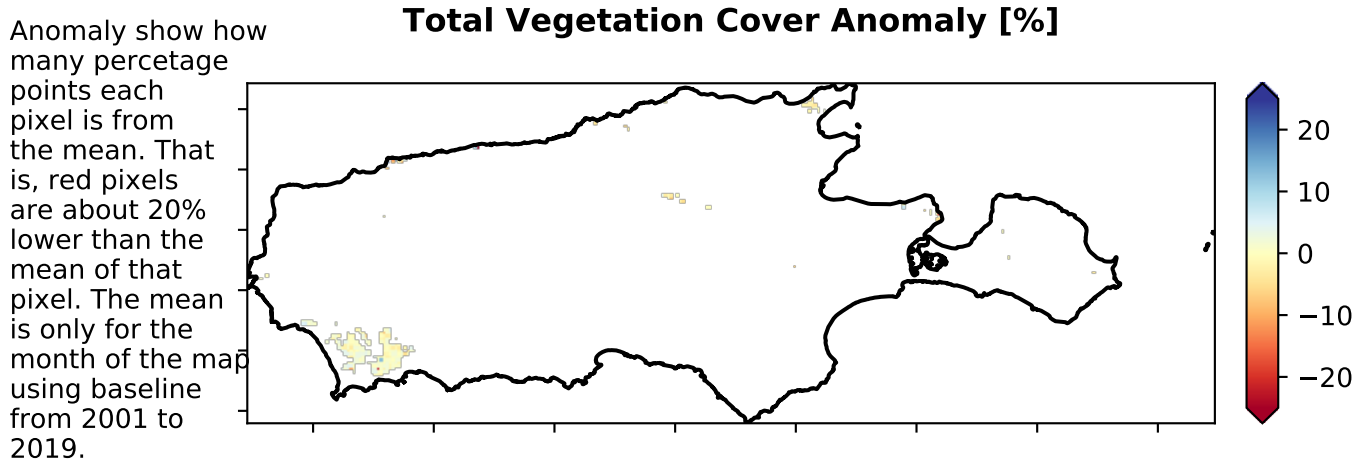 Total Vegetation Cover Anomaly [%]
Anomaly show how
many percetage
points each
pixel is from
the mean. That
is, red pixels
are about 20%
lower than the
mean of that
pixel. The mean
is only for the
month of the map
using baseline
from 2001 to
2019.
20
10
0
−10
−20